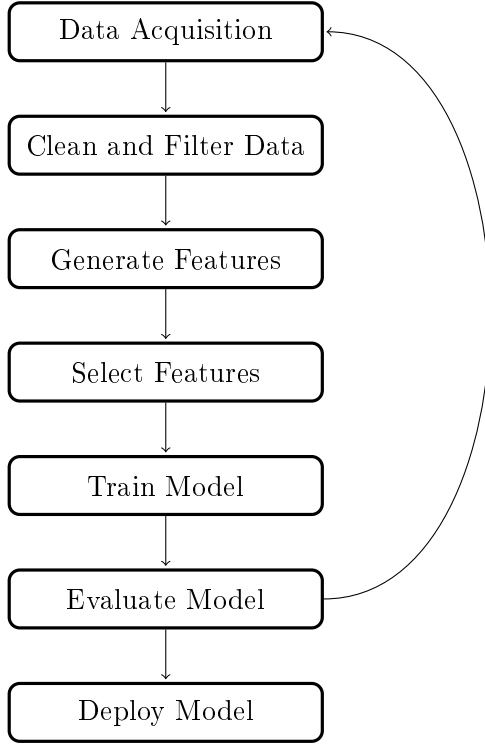 Data Acquisition
Clean and Filter Data
Generate Features
Select Features
Train Model
Evaluate Model
Deploy Model